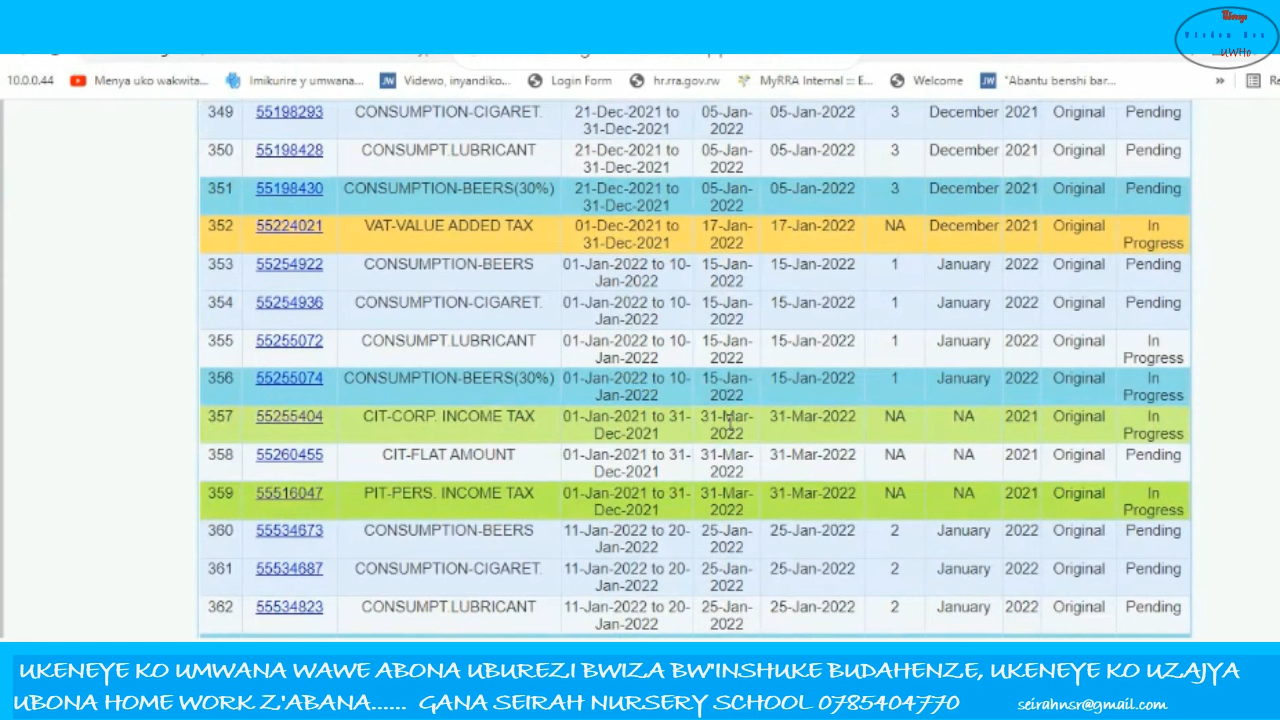 UWHo
10.0.0.44 Menya uko wakwita... Imikurire y umwana... Videwo, inyandiko... Login Form hr.rra.gov.rw MyRRA Internal ::: E... Welcome "Abantu benshi bar... » Re
349 55198293 CONSUMPTION-CIGARET. 21-Dec-2021 to 05-Jan- 05-Jan-2022 3 December 2021 Original Pending
31-Dec-2021 2022
350 55198428 CONSUMPT.LUBRICANT 21-Dec-2021 to 05-Jan- 05-Jan-2022 3 December 2021 Original Pending
31-Dec-2021 2022
351 55198430 CONSUMPTION-BEERS(30%) 21-Dec-2021 to 05-Jan- 05-Jan-2022 3 December 2021 Original Pending
31-Dec-2021 2022
352 55224021 VAT-VALUE ADDED TAX 01-Dec-2021 to 17-Jan- 17-Jan-2022 NA December 2021 Original In
31-Dec-2021 2022 Progress
353 55254922 CONSUMPTION-BEERS 01-Jan-2022 to 10- 15-Jan- 15-Jan-2022 1 January 2022 Original Pending
Jan-2022 2022
354 55254936 CONSUMPTION-CIGARET. 01-Jan-2022 to 10- 15-Jan- 15-Jan-2022 1 January 2022 Original Pending
Jan-2022 2022
355 55255072 CONSUMPT.LUBRICANT 01-Jan-2022 to 10- 15-Jan- 15-Jan-2022 1 January 2022 Original In
Jan-2022 2022 Progress
356 55255074 CONSUMPTION-BEERS(30%) 01-Jan-2022 to 10- 15-Jan- 15-Jan-2022 1 January 2022 Original In
Jan-2022 2022 Progress
357 55255404 CIT-CORP. INCOME TAX 01-Jan-2021 to 31- 31-Mar- 31-Mar-2022 NA NA 2021 Original In
Dec-2021 2022 Progress
358 55260455 CIT-FLAT AMOUNT 01-Jan-2021 to 31- 31-Mar- 31-Mar-2022 NA NA 2021 Original Pending
Dec-2021 2022
359 55516047 PIT-PERS. INCOME TAX 01-Jan-2021 to 31- 31-Mar- 31-Mar-2022 NA NA 2021 Original In
Dec-2021 2022 Progress
360 55534673 CONSUMPTION-BEERS 11-Jan-2022 to 20- 25-Jan- 25-Jan-2022 2 January 2022 Original Pending
Jan-2022 2022
361 55534687 CONSUMPTION-CIGARET. 11-Jan-2022 to 20- 25-Jan- 25-Jan-2022 2 January 2022 Original Pending
Jan-2022 2022
362 55534823 CONSUMPT.LUBRICANT 11-Jan-2022 to 20- 25-Jan- 25-Jan-2022 2 January 2022 Original Pending
Jan-2022 2022
UKENEYE KO UMWANA WAWE ABONA UBUREZI BWIZA BW"INSHUKE BUDAHENZE, UKENEYE KO UZAJYA
UBONA HOME WORK Z'ABANA...... GANA SEIRAH NURSERY SCHOOL 0785404770 seirahnsr@gmail.com